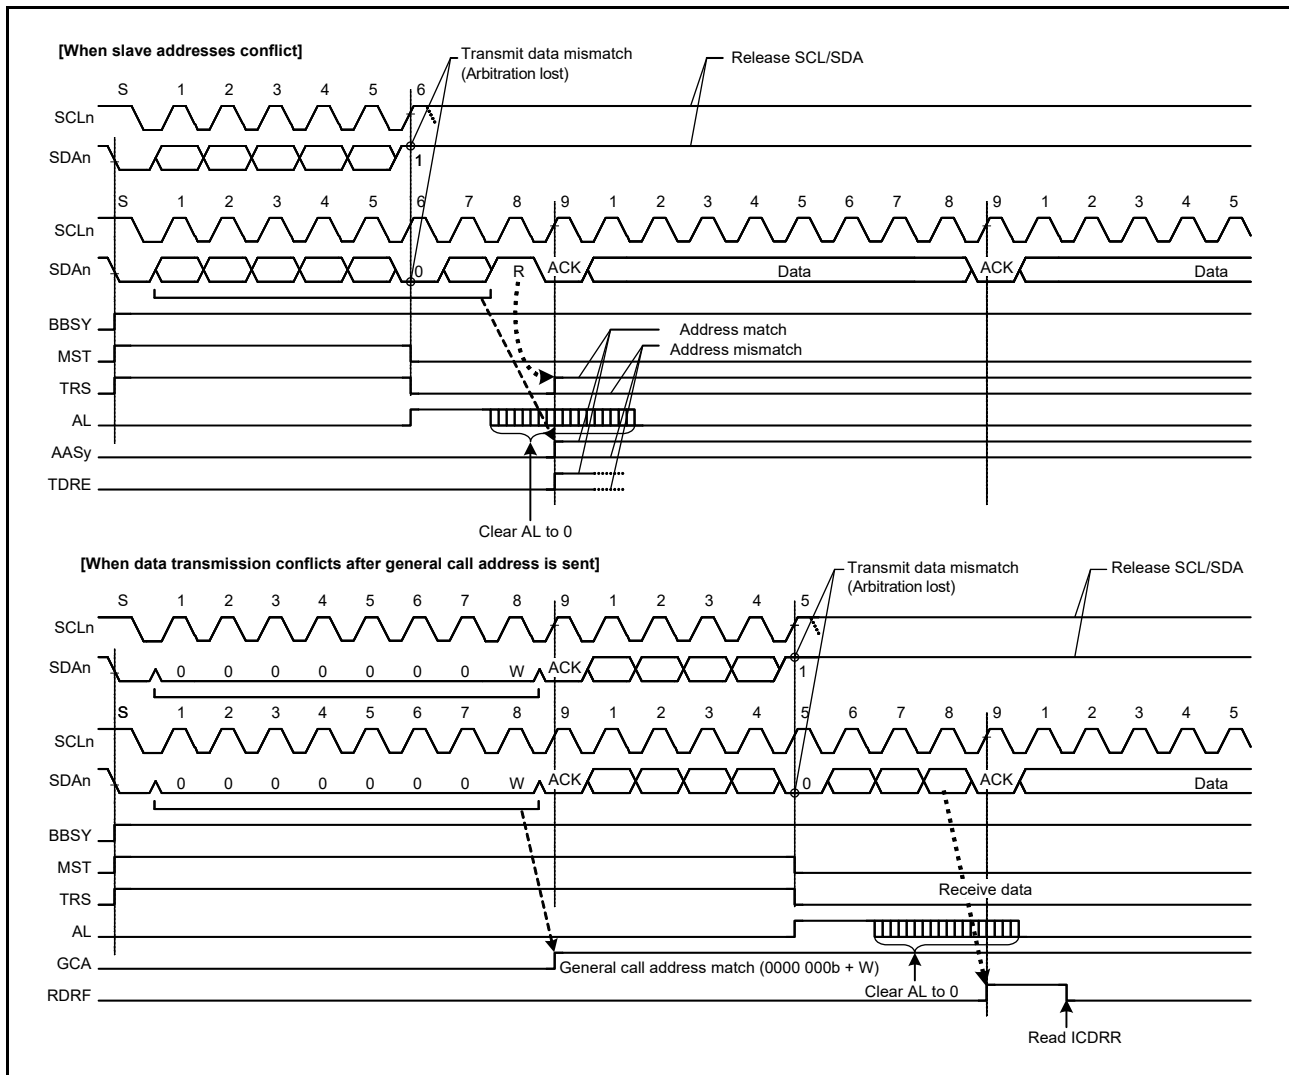 [When slave addresses conflict]
Transmit data mismatch
(Arbitration lost)
Release SCL/SDA
S 1 2 3 4 5 6
SCLn
SDAn
1
S 1 2 3 4 5 6 7 8 9 1 2 3 4 5 6 7 8 9 1 2 3 4 5
SCLn
SDAn 0 R ACK Data ACK Data
BBSY
Address match
MST
Address mismatch
TRS
AL
AASy
TDRE
Clear AL to 0
[When data transmission conflicts after general call address is sent]
Transmit data mismatch
(Arbitration lost)
Release SCL/SDA
S 1 2 3 4 5 6 7 8 9 1 2 3 4 5
SCLn
SDAn 0 0 0 0 0 0 0 W ACK 1
S 1 2 3 4 5 6 7 8 9 1 2 3 4 5 6 7 8 9 1 2 3 4 5
SCLn
SDAn 0 0 0 0 0 0 0 W ACK 0 ACK Data
BBSY
MST
Receive data
TRS
AL
GCA
General call address match (0000 000b + W)
Clear AL to 0
RDRF
Read ICDRR